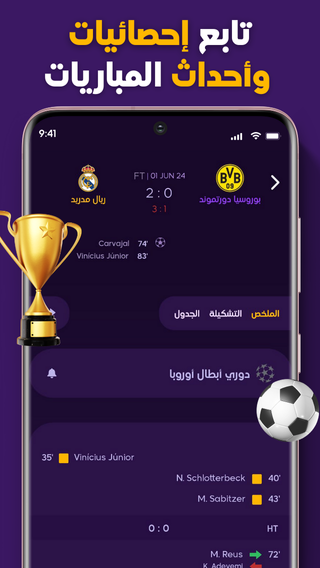 تابع إحصائيات
وأحداث المباريات
9:41
FT | 01 JUN 24
ريال مدريد
2 : 0
3 : 1
BVB
09
بوروسيا دورتموند
Carvajal 74'
Vinícius Júnior 83'
الملخص التشكيلة الجدول
دوري أبطال أوروبا
35' Vinícius Júnior
N. Schlotterbeck 40'
M. Sabitzer 43'
0 : 0 HT
M. Reus 72'
K. Adeyemi